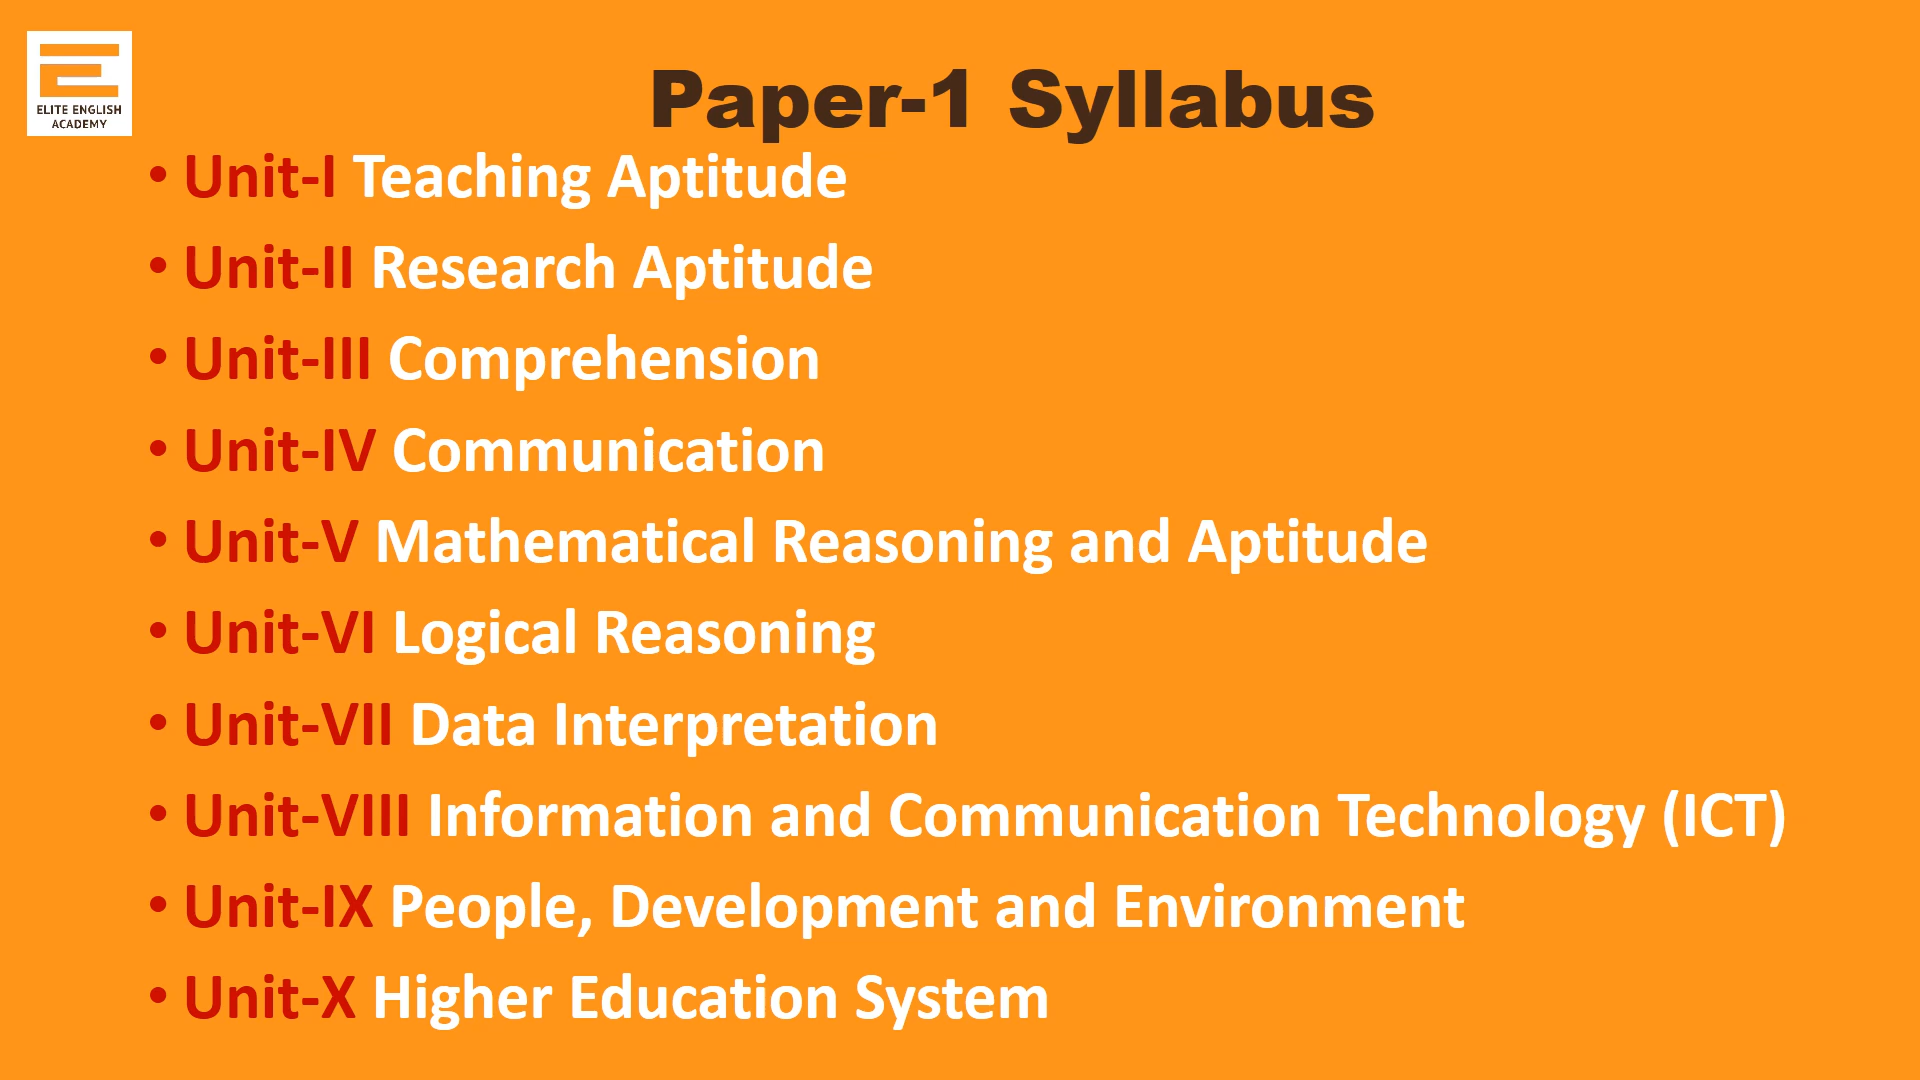 ELITE ENGLISH
ACADEMY
Paper-1 Syllabus
• Unit-I Teaching Aptitude
• Unit-II Research Aptitude
• Unit-III Comprehension
• Unit-IV Communication
• Unit-V Mathematical Reasoning and Aptitude
• Unit-VI Logical Reasoning
• Unit-VII Data Interpretation
• Unit-VIII Information and Communication Technology (ICT)
• Unit-IX People, Development and Environment
• Unit-X Higher Education System